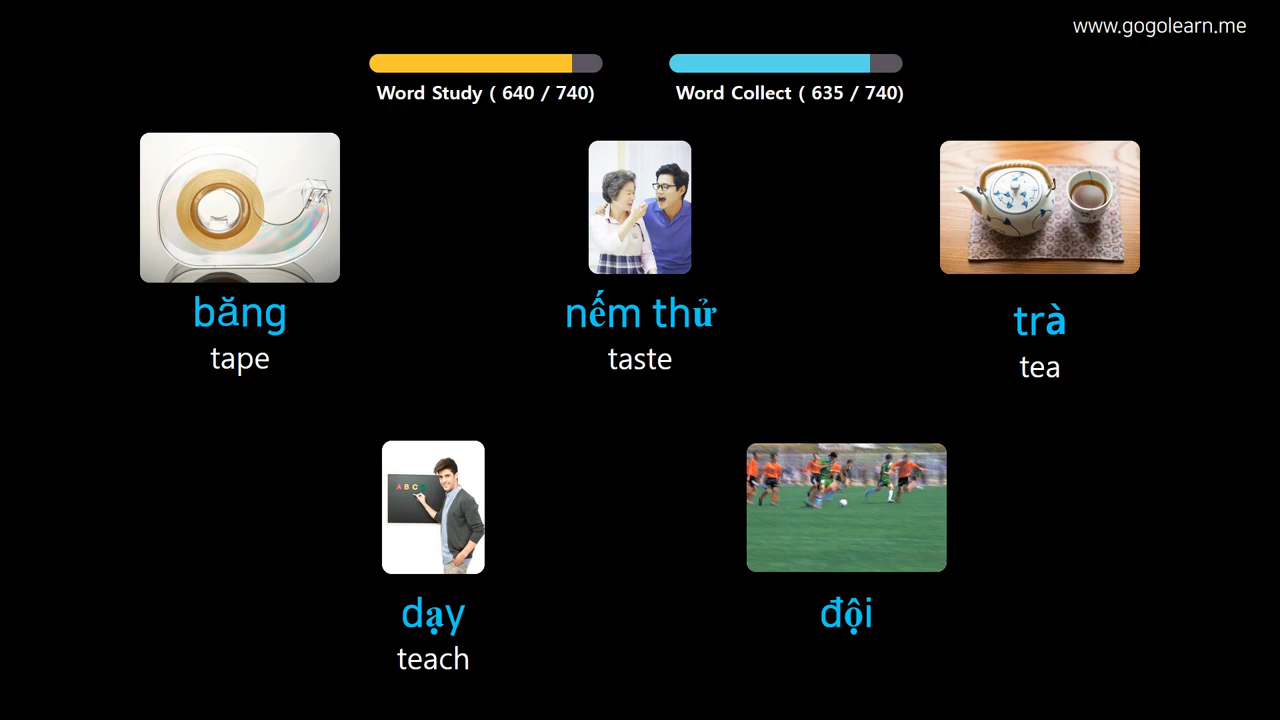 www.gogolearn.me
Word Study ( 640 / 740)
Word Collect ( 635 / 740)
băng
tape
nếm thử
taste
trà
tea
A B C
dạy
teach
đội